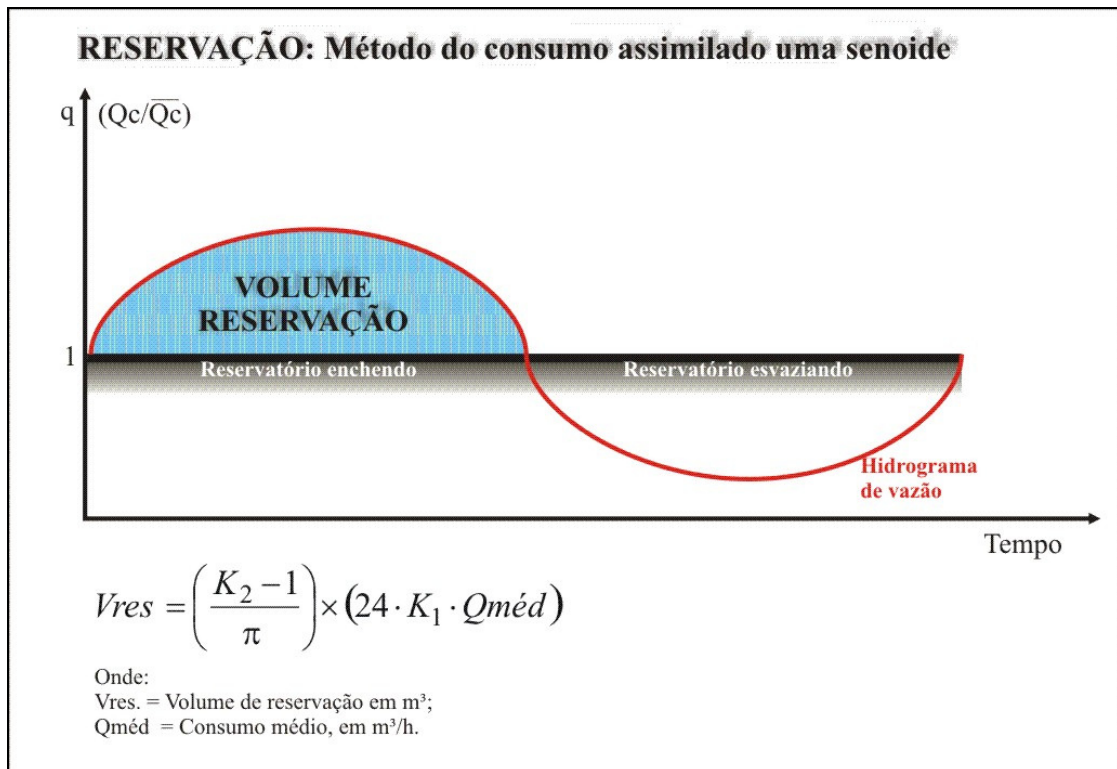 RESERVAÇÃO: Método do consumo assimilado uma senoide
q (Qc/Q̅c̅)
VOLUME
RESERVAÇÃO
1
Reservatório enchendo
Reservatório esvaziando
Hidrograma
de vazão
Tempo
Vres = ((K₂ − 1)/π) × (24 · K₁ · Qméd)
Onde:
Vres. = Volume de reservação em m³;
Qméd = Consumo médio, em m³/h.